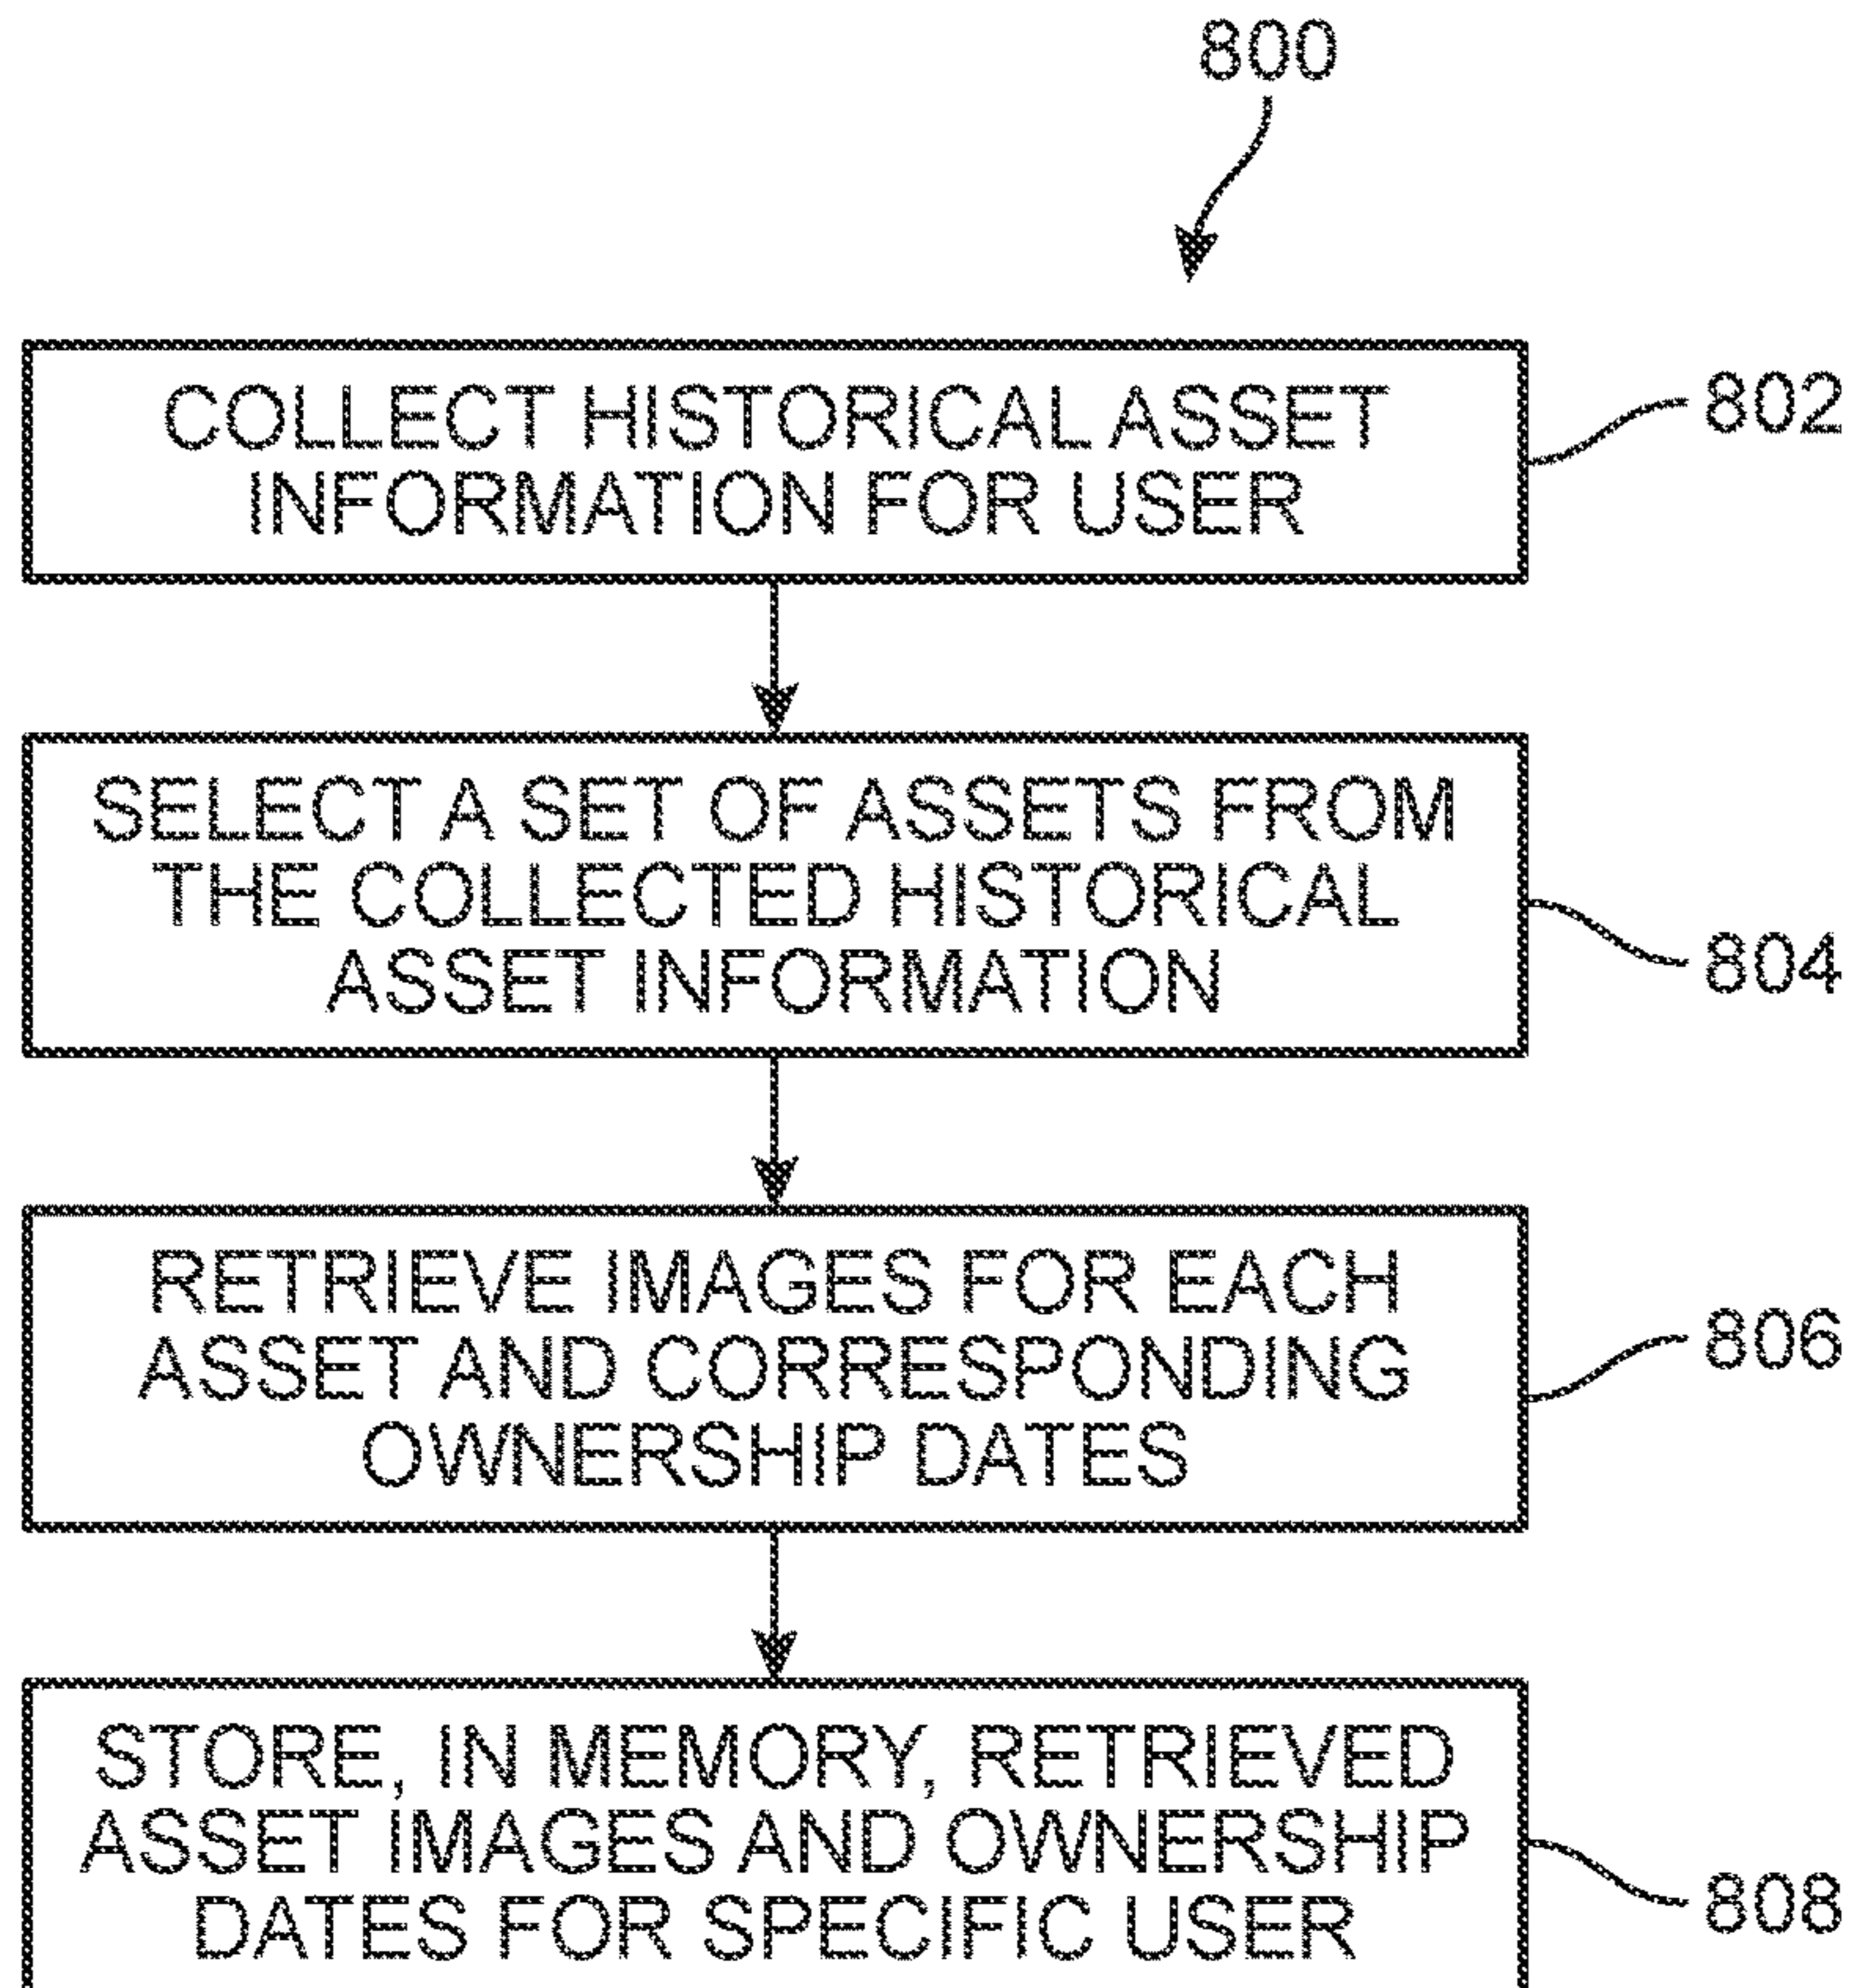 800
COLLECT HISTORICAL ASSET
INFORMATION FOR USER
802
SELECT A SET OF ASSETS FROM
THE COLLECTED HISTORICAL
ASSET INFORMATION
804
RETRIEVE IMAGES FOR EACH
ASSET AND CORRESPONDING
OWNERSHIP DATES
806
STORE, IN MEMORY, RETRIEVED
ASSET IMAGES AND OWNERSHIP
DATES FOR SPECIFIC USER
808